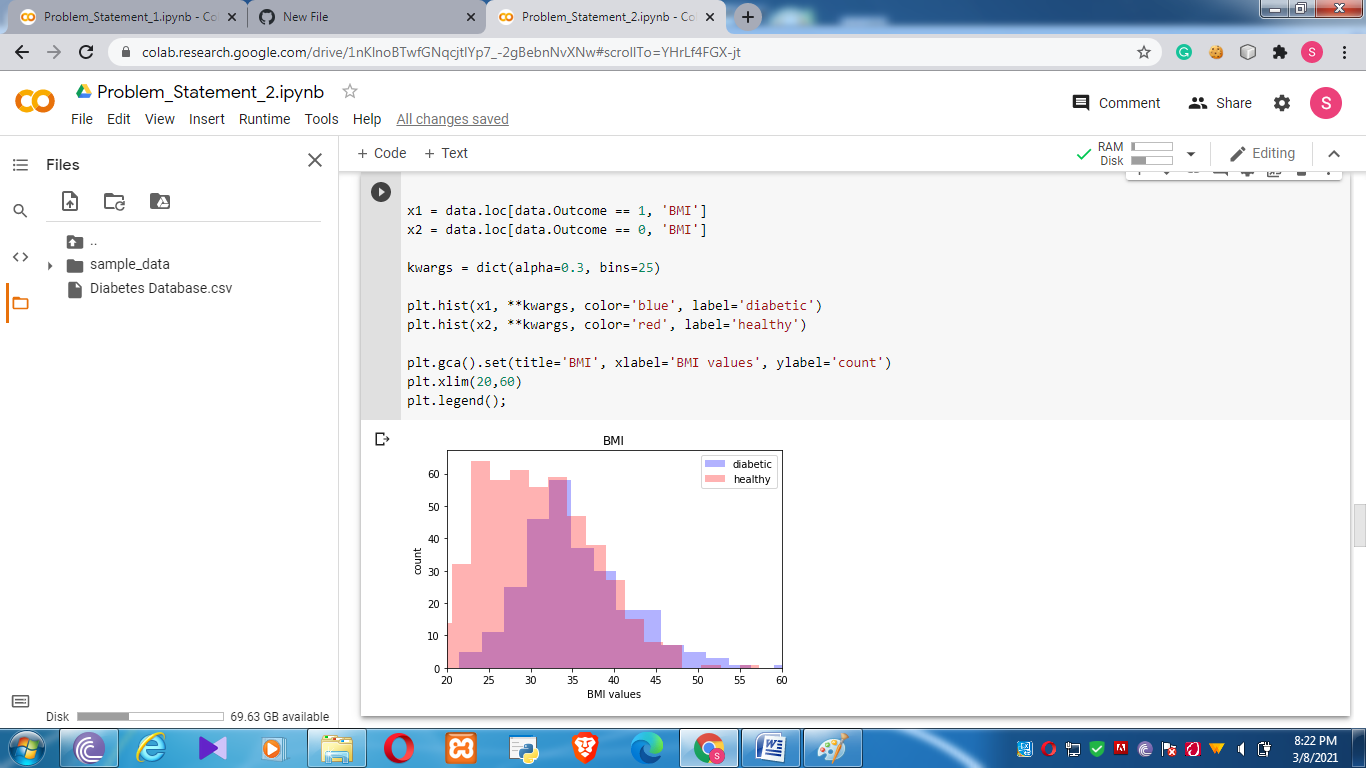 Problem_Statement_1.ipynb - Co
New File
Problem_Statement_2.ipynb - Col
colab.research.google.com/drive/1nKlnoBTwfGNqcjtIYp7_-2gBebnNvXNw#scrollTo=YHrLf4FGX-jt
S
Problem_Statement_2.ipynb
File Edit View Insert Runtime Tools Help All changes saved
Comment Share S
Files
+ Code + Text
RAM
Disk
Editing
..
sample_data
Diabetes Database.csv
x1 = data.loc[data.Outcome == 1, 'BMI']
x2 = data.loc[data.Outcome == 0, 'BMI']
kwargs = dict(alpha=0.3, bins=25)
plt.hist(x1, **kwargs, color='blue', label='diabetic')
plt.hist(x2, **kwargs, color='red', label='healthy')
plt.gca().set(title='BMI', xlabel='BMI values', ylabel='count')
plt.xlim(20,60)
plt.legend();
BMI
diabetic
healthy
60
50
40
30
20
10
0
count
20 25 30 35 40 45 50 55 60
BMI values
Disk 69.63 GB available
8:22 PM
3/8/2021